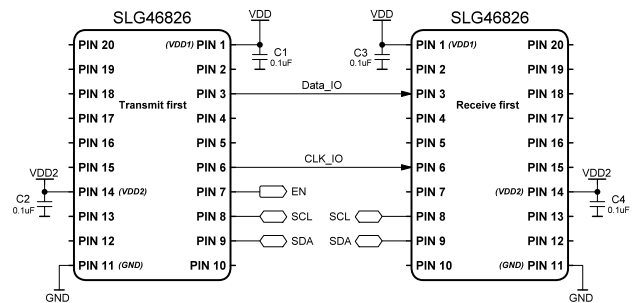 SLG46826 SLG46826
VDD VDD
PIN 20 (VDD1) PIN 1 PIN 1 (VDD1) PIN 20
C1 C3
0.1uF 0.1uF
PIN 19 PIN 2 PIN 2 PIN 19
Data_IO
PIN 18 PIN 3 PIN 3 PIN 18
Transmit first Receive first
PIN 17 PIN 4 PIN 4 PIN 17
PIN 16 PIN 5 PIN 5 PIN 16
CLK_IO
PIN 15 PIN 6 PIN 6 PIN 15
VDD2 VDD2
PIN 14 (VDD2) PIN 7 EN PIN 7 (VDD2) PIN 14
C2 C4
0.1uF 0.1uF
PIN 13 PIN 8 SCL SCL PIN 8 PIN 13
PIN 12 PIN 9 SDA SDA PIN 9 PIN 12
PIN 11 (GND) PIN 10 PIN 10 (GND) PIN 11
GND GND